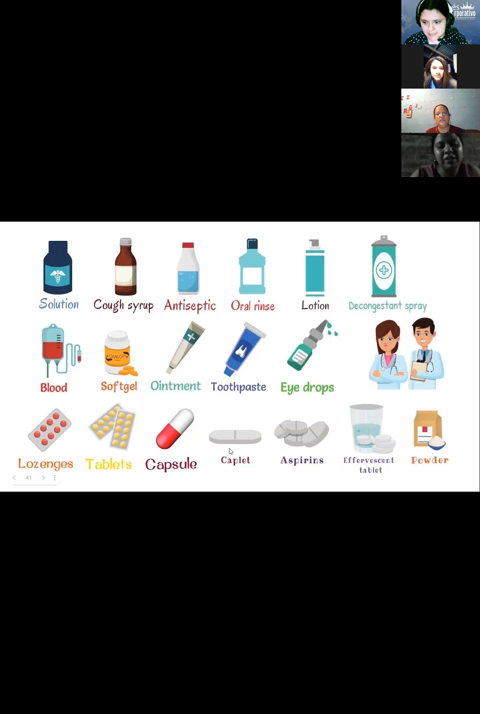 Solution
Cough syrup
Antiseptic
Oral rinse
Lotion
Decongestant spray
Blood
Softgel
Ointment
Toothpaste
Eye drops
Lozenges
Tablets
Capsule
Caplet
Aspirins
Effervescent
tablet
Powder
41